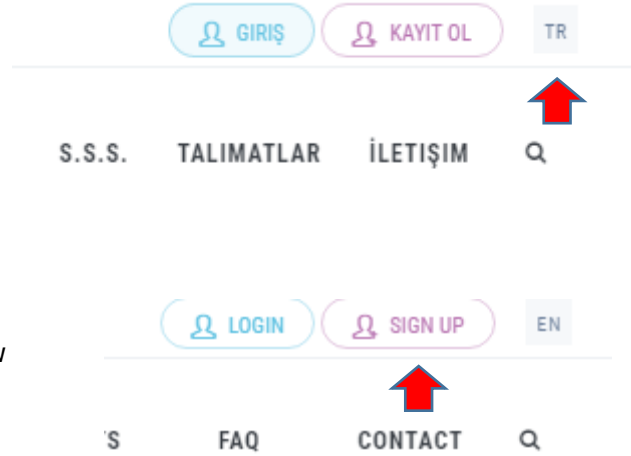 GIRIŞ KAYIT OL TR
S.S.S. TALIMATLAR İLETIŞIM
LOGIN SIGN UP EN
FAQ CONTACT